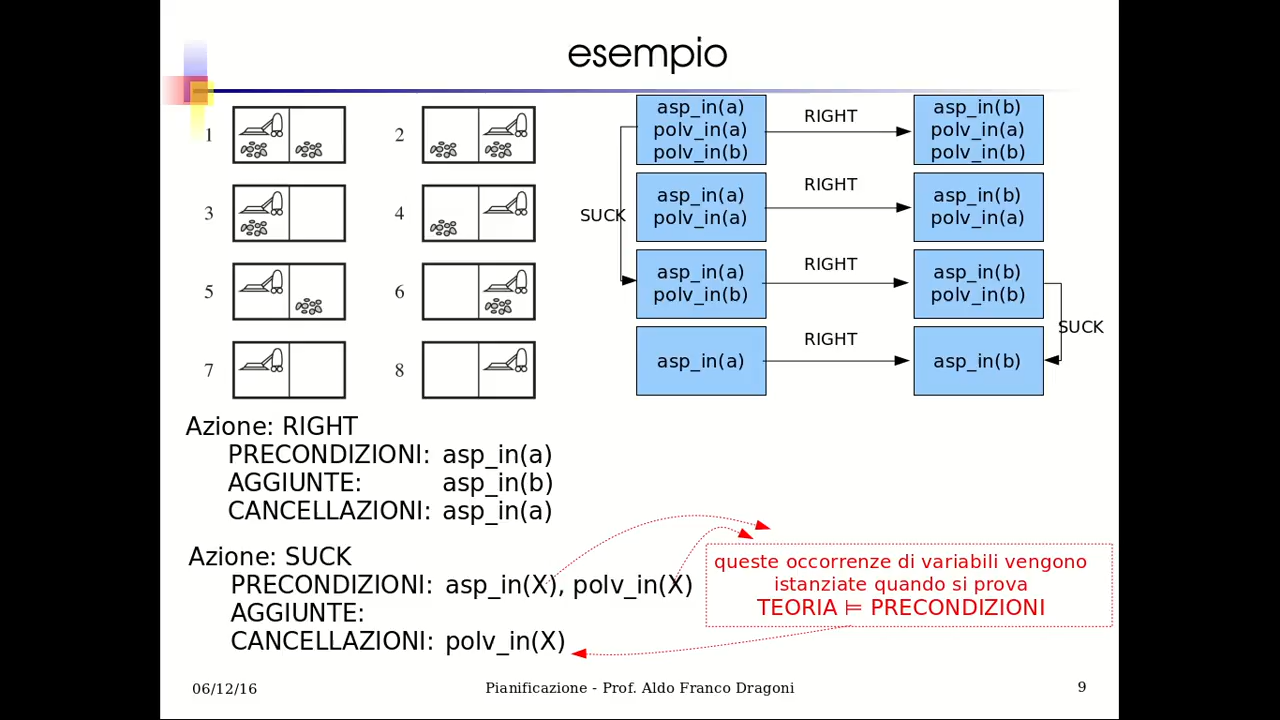 esempio
1
2
3
4
5
6
7
8
asp_in(a)
polv_in(a)
polv_in(b)
RIGHT
asp_in(b)
polv_in(a)
polv_in(b)
asp_in(a)
polv_in(a)
RIGHT
asp_in(b)
polv_in(a)
SUCK
asp_in(a)
polv_in(b)
RIGHT
asp_in(b)
polv_in(b)
SUCK
asp_in(a)
RIGHT
asp_in(b)
Azione: RIGHT
PRECONDIZIONI: asp_in(a)
AGGIUNTE: asp_in(b)
CANCELLAZIONI: asp_in(a)
Azione: SUCK
PRECONDIZIONI: asp_in(X), polv_in(X)
AGGIUNTE:
CANCELLAZIONI: polv_in(X)
queste occorrenze di variabili vengono
istanziate quando si prova
TEORIA ⊨ PRECONDIZIONI
06/12/16
Pianificazione - Prof. Aldo Franco Dragoni
9